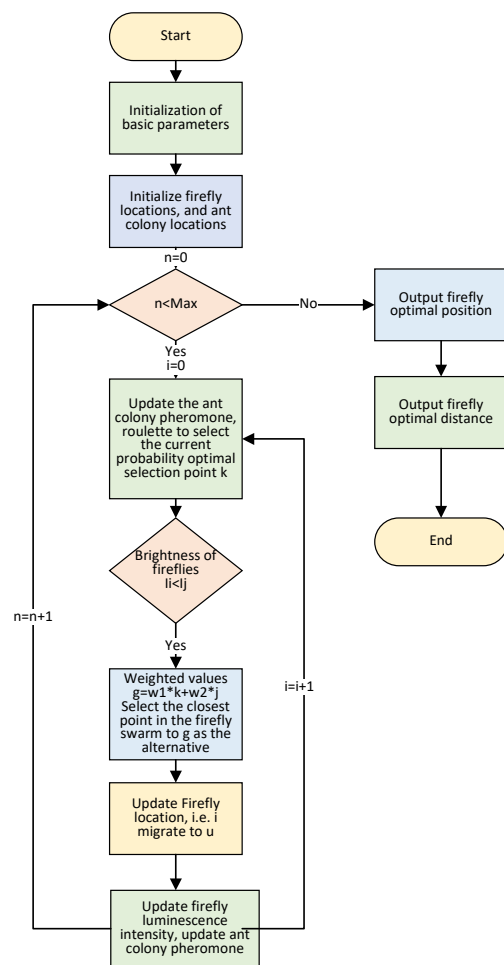 Start
Initialization of
basic parameters
Initialize firefly
locations, and ant
colony locations
n=0
n<Max
No
Output firefly
optimal position
Yes
i=0
Output firefly
optimal distance
Update the ant
colony pheromone,
roulette to select
the current
probability optimal
selection point k
End
Brightness of
fireflies
Ii<Ij
n=n+1
Yes
i=i+1
Weighted values
g=w1*k+w2*j
Select the closest
point in the firefly
swarm to g as the
alternative
Update Firefly
location, i.e. i
migrate to u
Update firefly
luminescence
intensity, update ant
colony pheromone